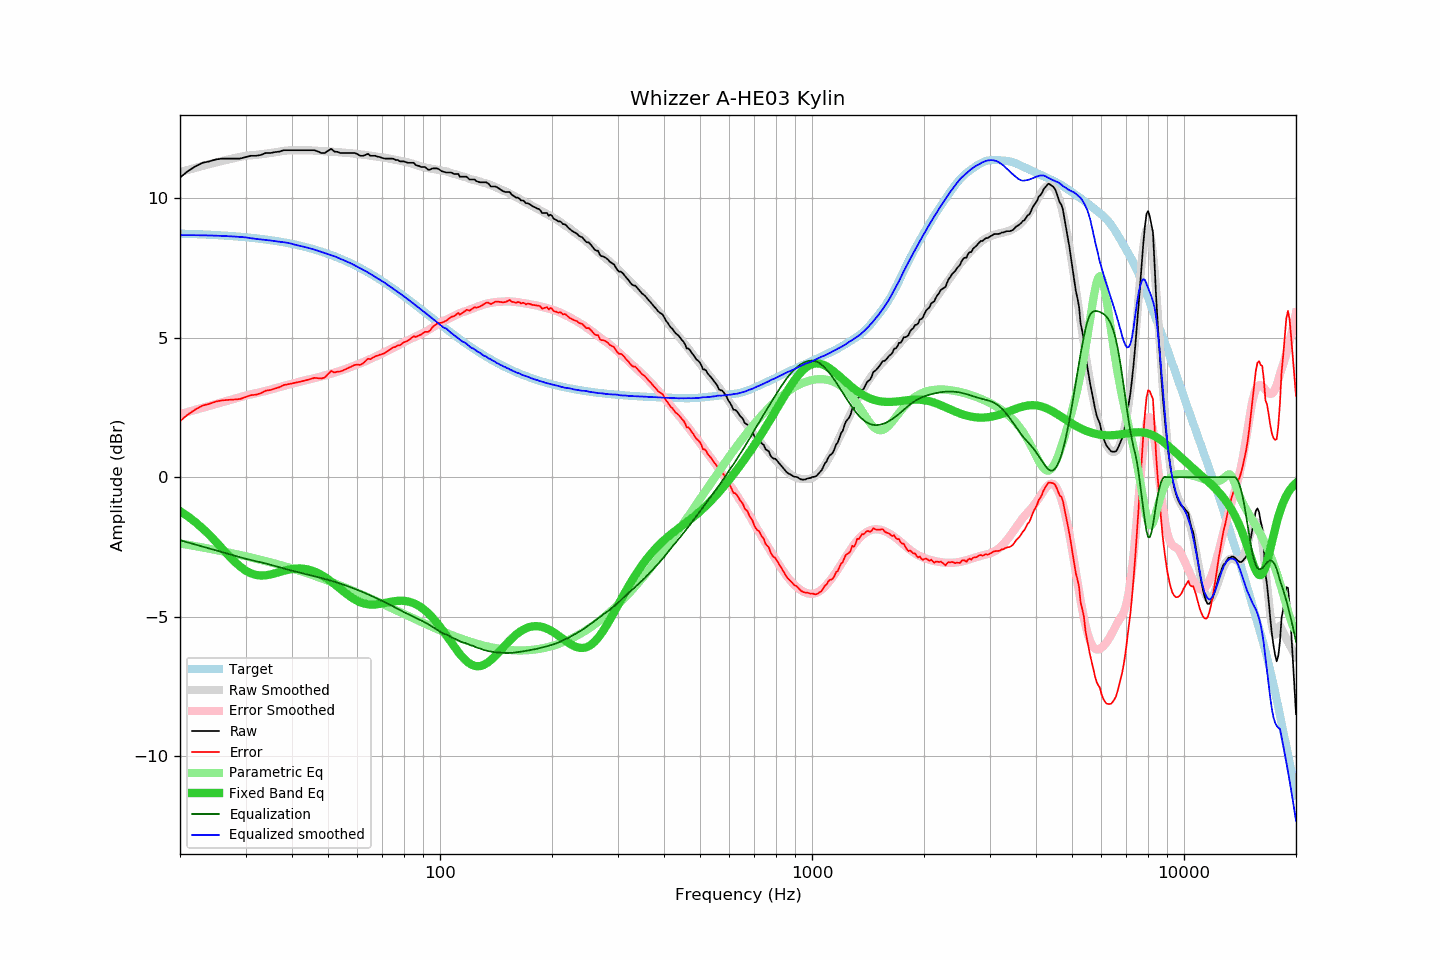 Whizzer A-HE03 Kylin
10
5
0
−5
−10
Amplitude (dBr)
Target
Raw Smoothed
Error Smoothed
Raw
Error
Parametric Eq
Fixed Band Eq
Equalization
Equalized smoothed
100
1000
10000
Frequency (Hz)